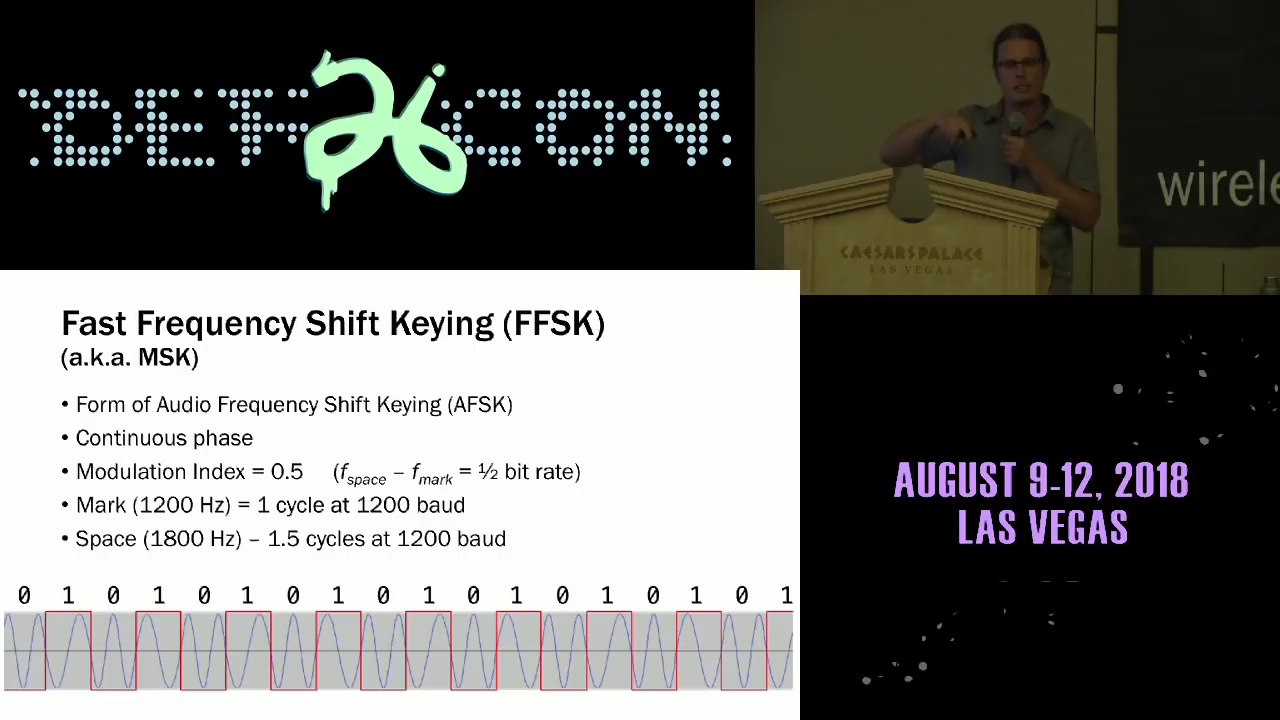 DEF 26 CON
CAESARS PALACE
LAS VEGAS
wirele
Fast Frequency Shift Keying (FFSK)
(a.k.a. MSK)
• Form of Audio Frequency Shift Keying (AFSK)
• Continuous phase
• Modulation Index = 0.5 (fspace – fmark = ½ bit rate)
• Mark (1200 Hz) = 1 cycle at 1200 baud
• Space (1800 Hz) – 1.5 cycles at 1200 baud
0 1 0 1 0 1 0 1 0 1 0 1 0 1 0 1 0 1
AUGUST 9-12, 2018
LAS VEGAS